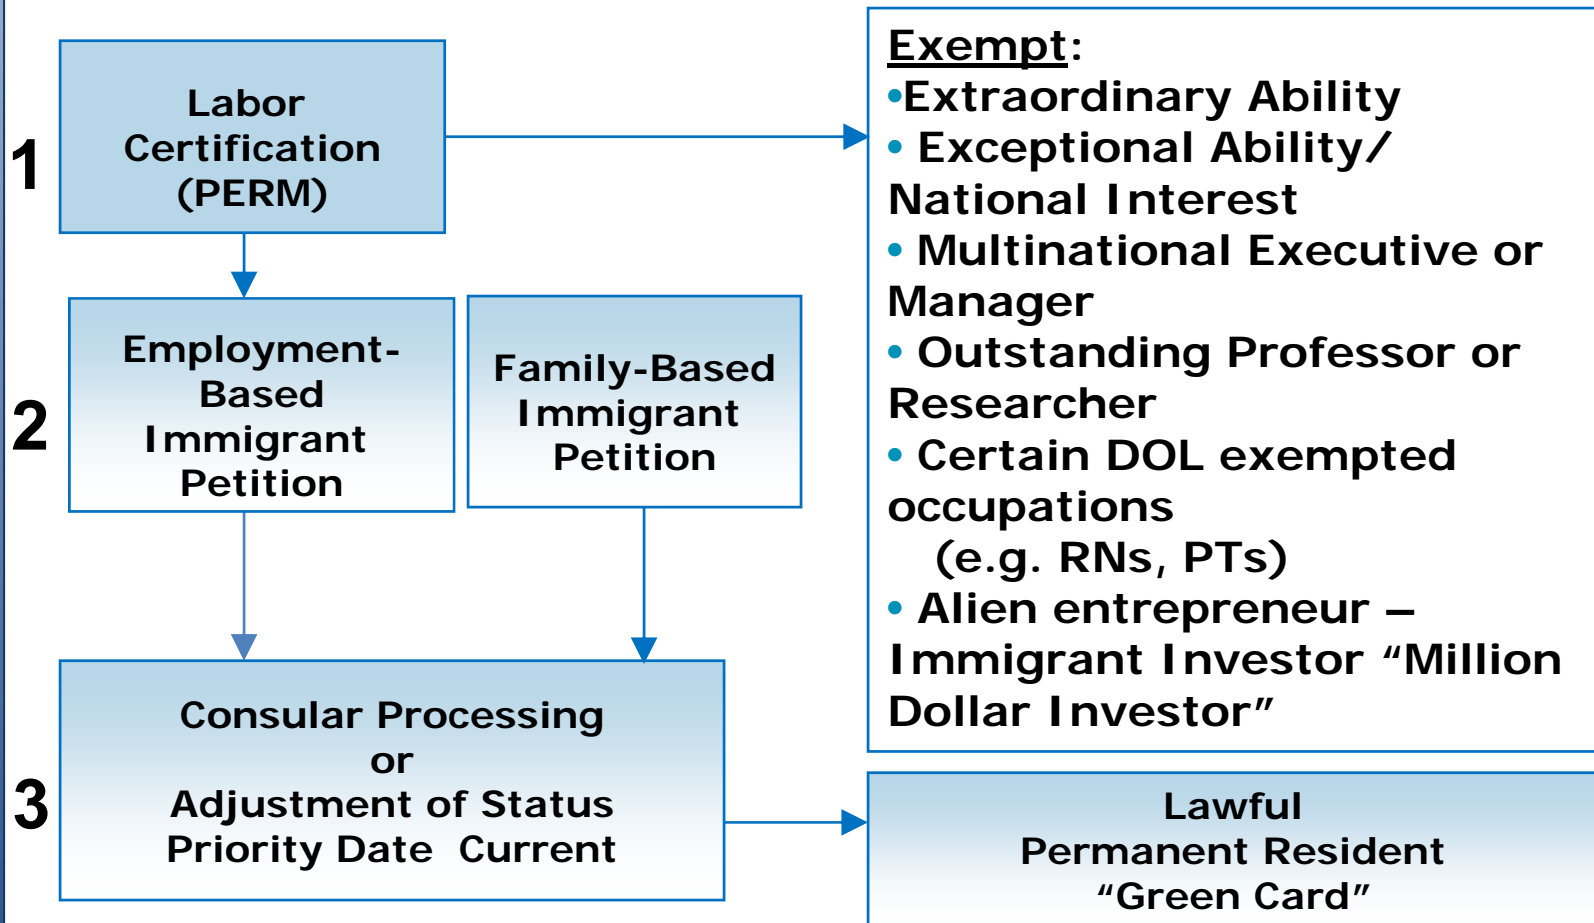 1
Labor
Certification
(PERM)
Exempt:
•Extraordinary Ability
• Exceptional Ability/
National Interest
• Multinational Executive or
Manager
• Outstanding Professor or
Researcher
• Certain DOL exempted
occupations
(e.g. RNs, PTs)
• Alien entrepreneur –
Immigrant Investor “Million
Dollar Investor”
2
Employment-
Based
Immigrant
Petition
Family-Based
Immigrant
Petition
3
Consular Processing
or
Adjustment of Status
Priority Date Current
Lawful
Permanent Resident
“Green Card”